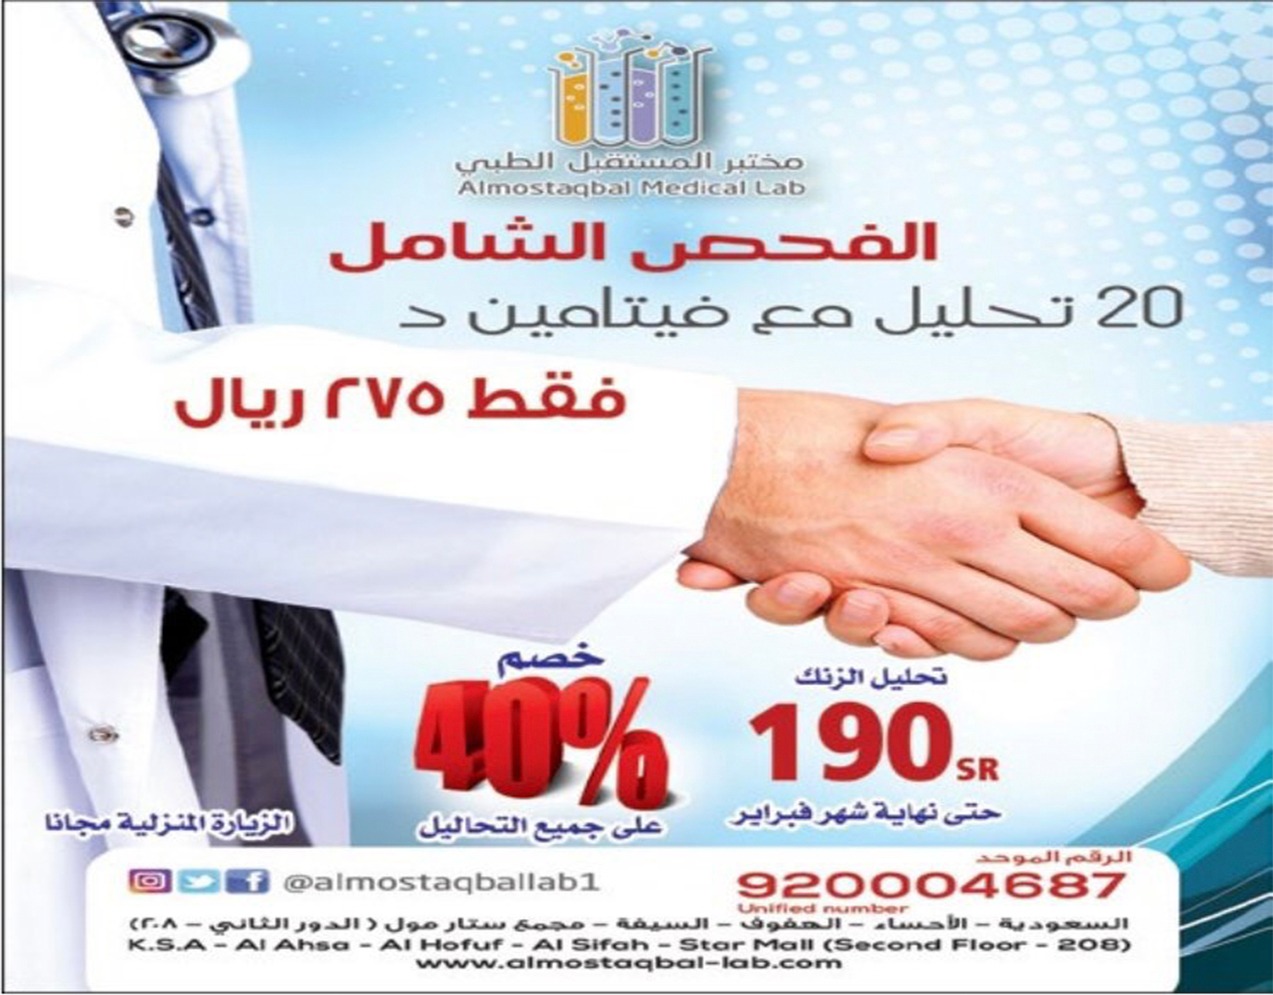 مختبر المستقبل الطبي
Almostaqbal Medical Lab
الفحص الشامل
20 تحليل مع فيتامين د
فقط ٢٧٥ ريال
تحليل الزنك
190 SR
حتى نهاية شهر فبراير
خصم
40%
على جميع التحاليل
الزيارة المنزلية مجانا
الرقم الموحد
920004687
Unified number
@almostaqballab1
السعودية - الأحساء - الهفوف - السيفة - مجمع ستار مول ( الدور الثاني - ٢٠٨)
K.S.A - Al Ahsa - Al Hofuf - Al Sifah - Star Mall (Second Floor - 208)
www.almostaqbal-lab.com